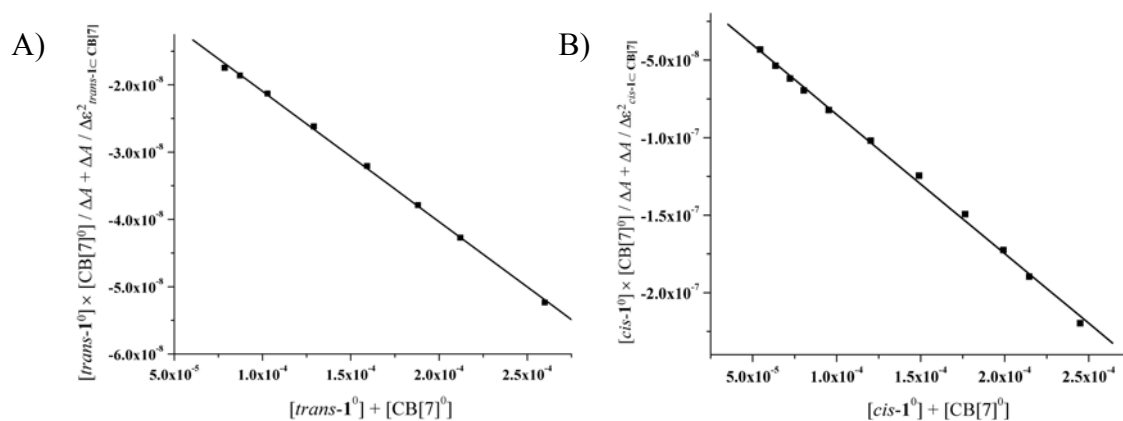 A)
[trans-1⁰] × [CB[7]⁰] / ΔA + ΔA / Δε²trans-1⊂CB[7]
-2.0x10⁻⁸
-3.0x10⁻⁸
-4.0x10⁻⁸
-5.0x10⁻⁸
-6.0x10⁻⁸
5.0x10⁻⁵ 1.0x10⁻⁴ 1.5x10⁻⁴ 2.0x10⁻⁴ 2.5x10⁻⁴
[trans-1⁰] + [CB[7]⁰]
B)
[cis-1⁰] × [CB[7]⁰] / ΔA + ΔA / Δε²cis-1⊂CB[7]
-5.0x10⁻⁸
-1.0x10⁻⁷
-1.5x10⁻⁷
-2.0x10⁻⁷
5.0x10⁻⁵ 1.0x10⁻⁴ 1.5x10⁻⁴ 2.0x10⁻⁴ 2.5x10⁻⁴
[cis-1⁰] + [CB[7]⁰]